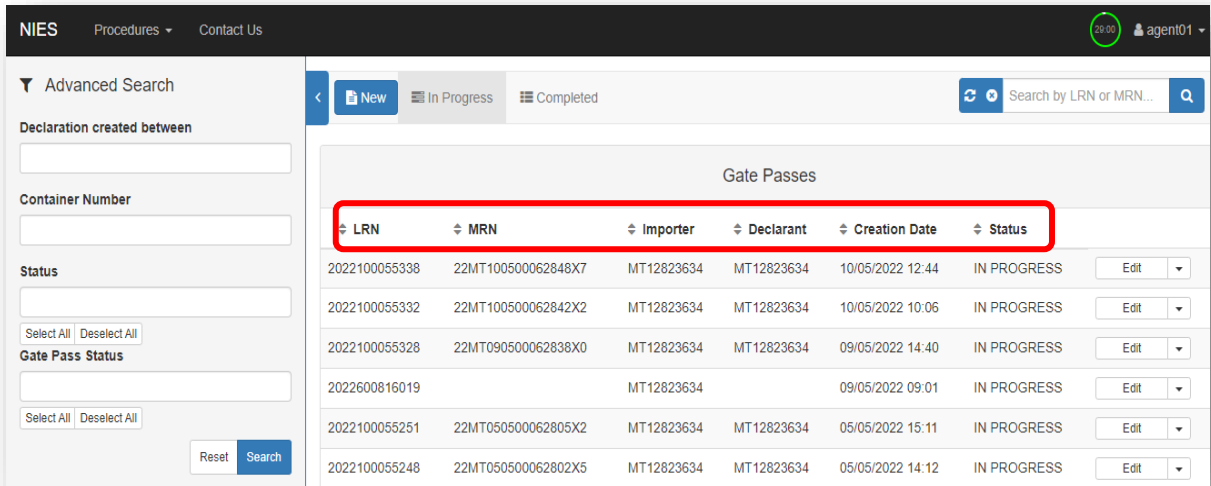 NIES Procedures Contact Us 29:00 agent01
Advanced Search
Declaration created between
Container Number
Status
Select All Deselect All
Gate Pass Status
Select All Deselect All
Reset Search
New In Progress Completed Search by LRN or MRN...
Gate Passes
LRN MRN Importer Declarant Creation Date Status
2022100055338 22MT100500062848X7 MT12823634 MT12823634 10/05/2022 12:44 IN PROGRESS Edit
2022100055332 22MT100500062842X2 MT12823634 MT12823634 10/05/2022 10:06 IN PROGRESS Edit
2022100055328 22MT090500062838X0 MT12823634 MT12823634 09/05/2022 14:40 IN PROGRESS Edit
2022600816019 MT12823634 09/05/2022 09:01 IN PROGRESS Edit
2022100055251 22MT050500062805X2 MT12823634 MT12823634 05/05/2022 15:11 IN PROGRESS Edit
2022100055248 22MT050500062802X5 MT12823634 MT12823634 05/05/2022 14:12 IN PROGRESS Edit